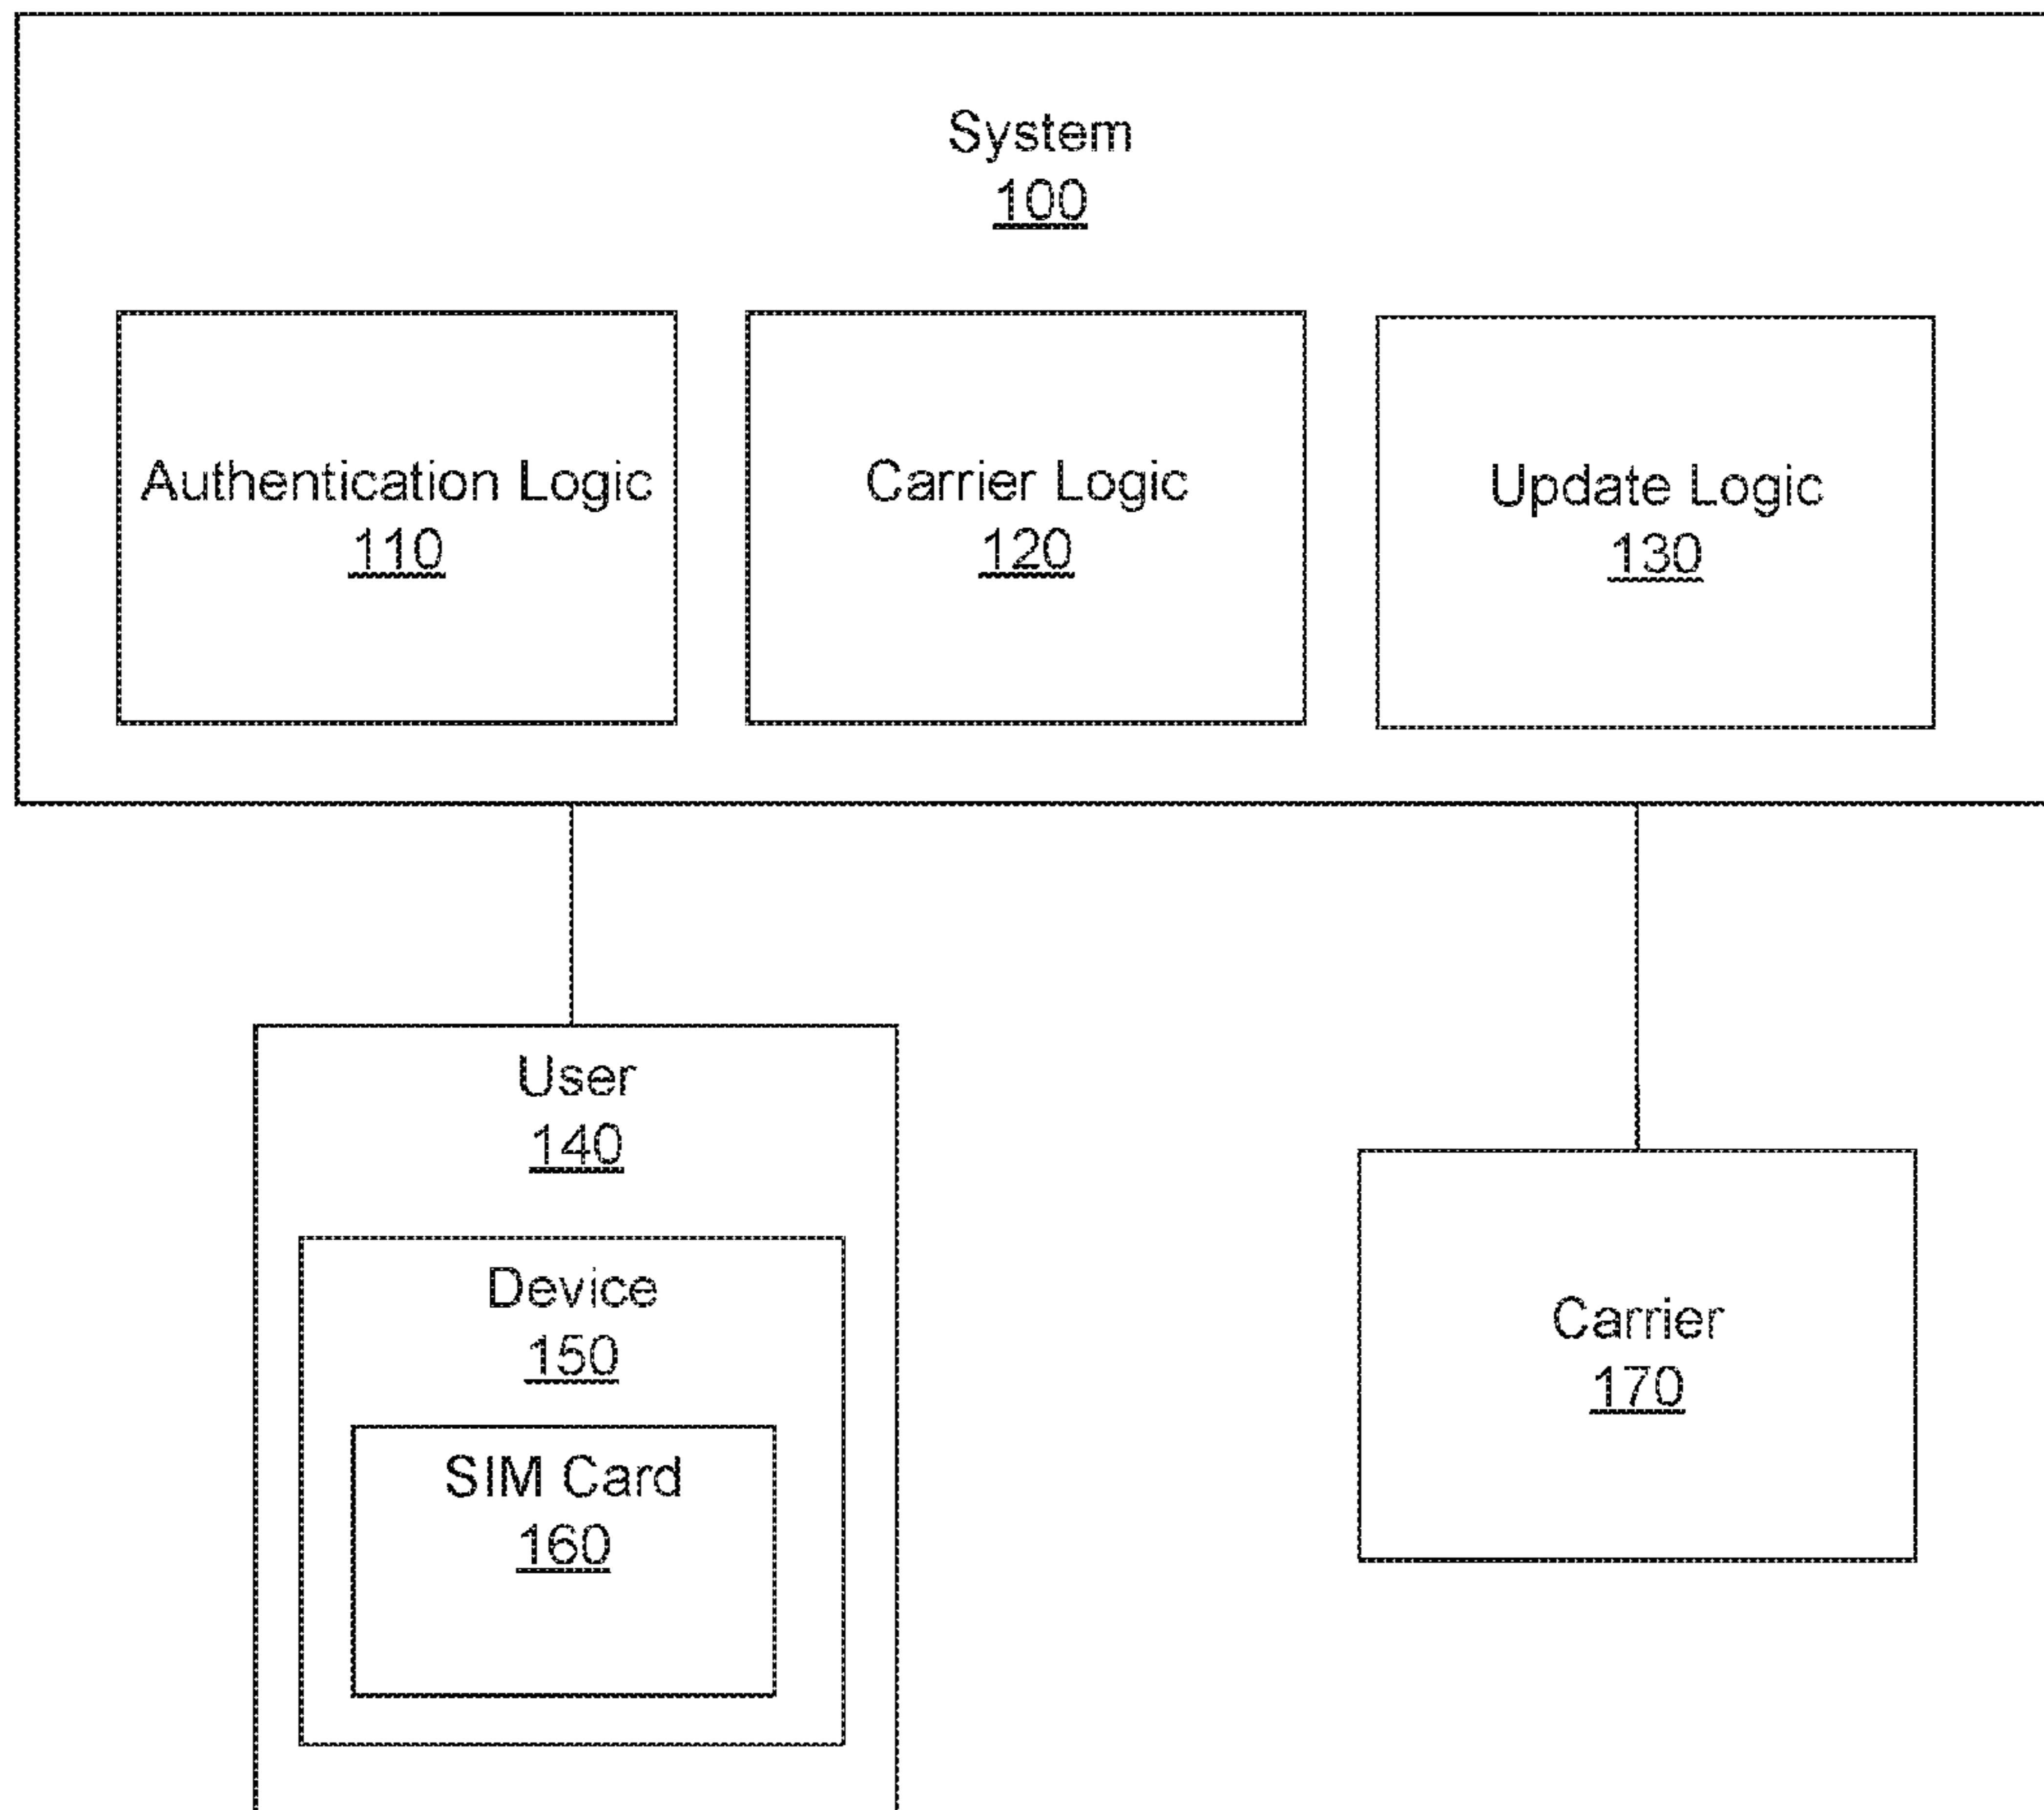 System
100
Authentication Logic
110
Carrier Logic
120
Update Logic
130
User
140
Device
150
SIM Card
160
Carrier
170